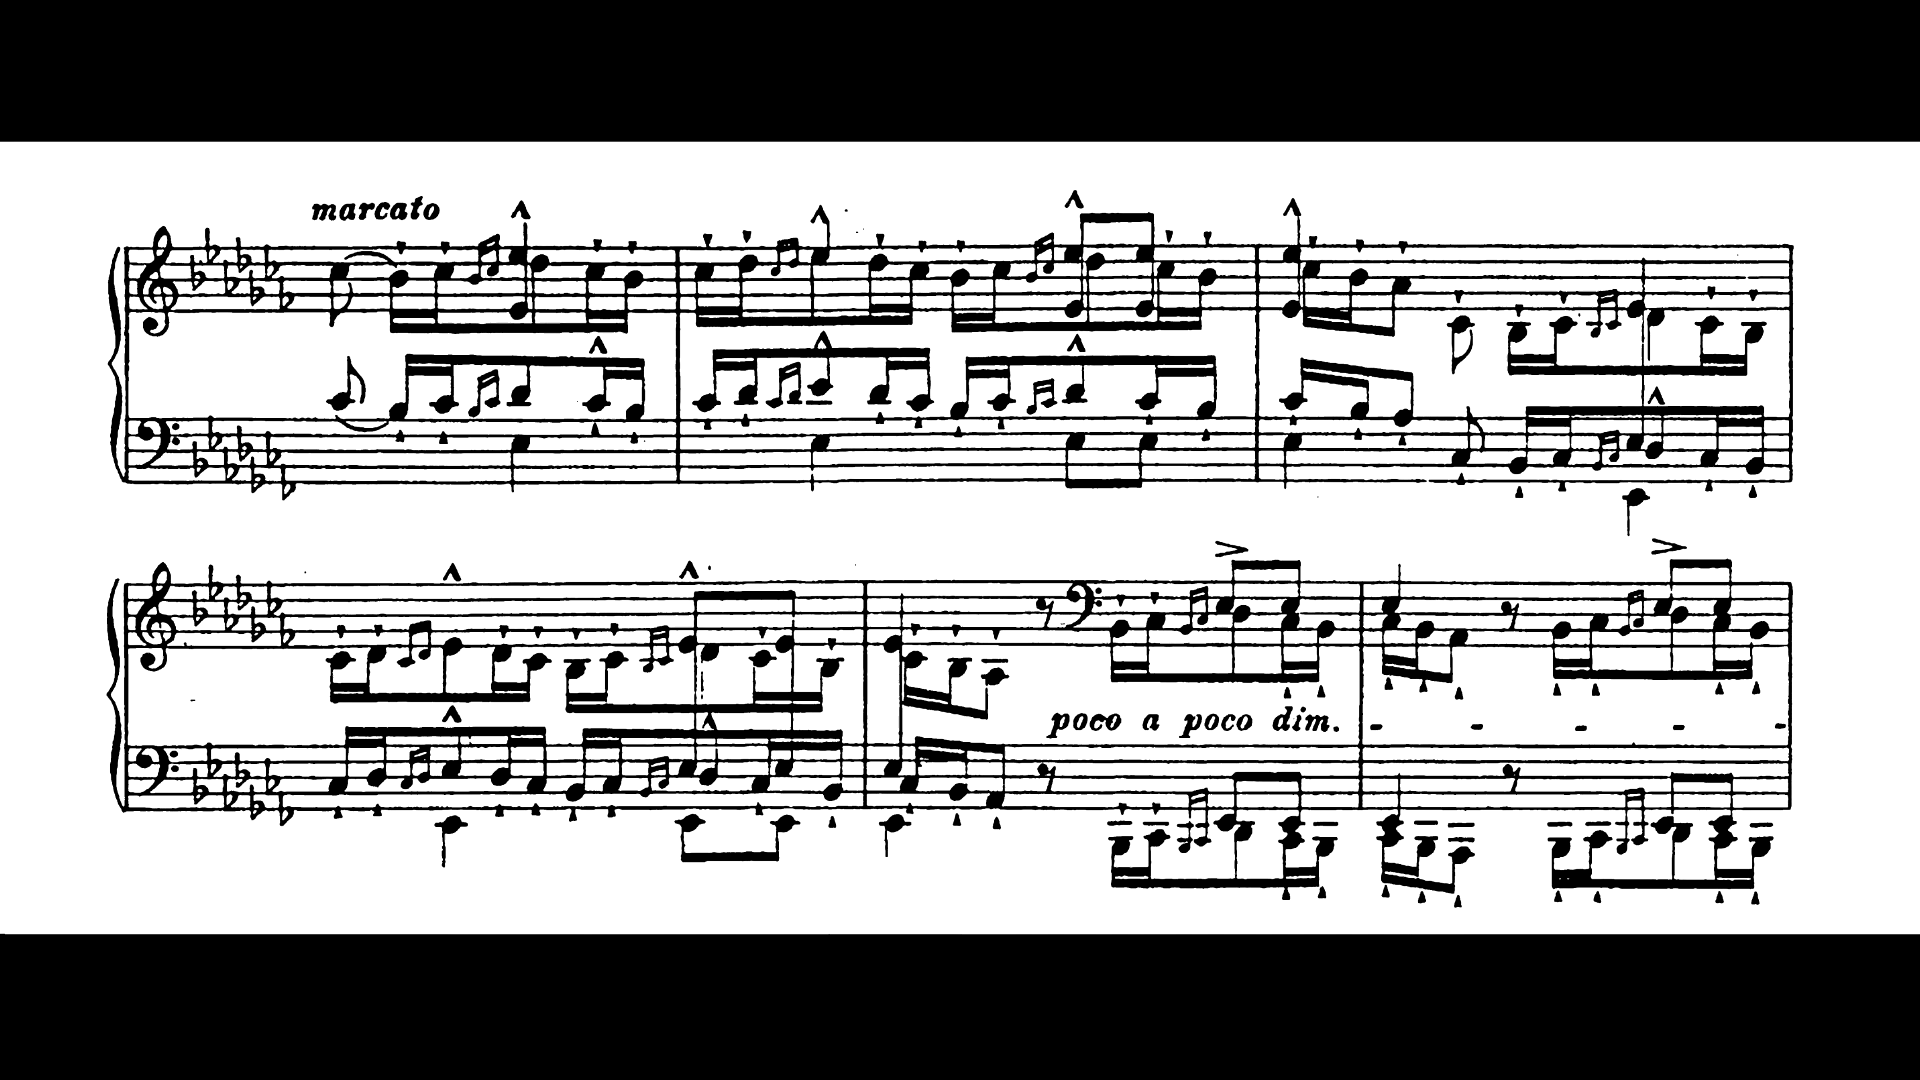 marcato
poco a poco dim. - - - - -